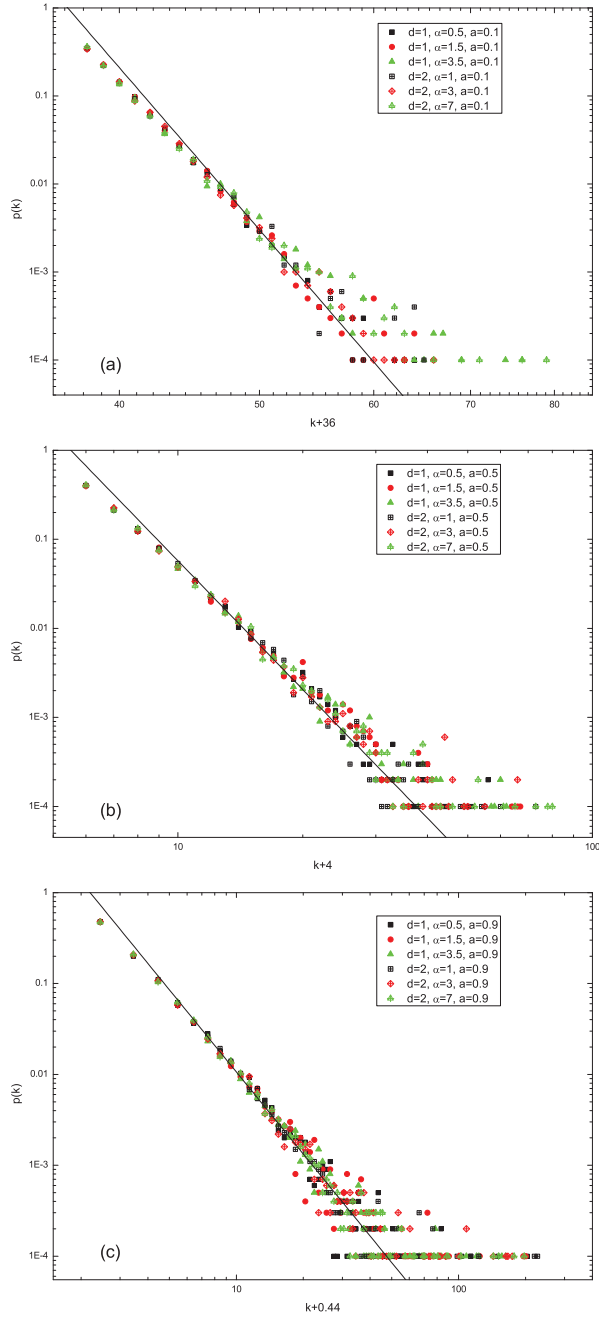 1
0.1
0.01
1E-3
1E-4
p(k)
40
50
60
70
80
k+36
(a)
d=1, α=0.5, a=0.1
d=1, α=1.5, a=0.1
d=1, α=3.5, a=0.1
d=2, α=1, a=0.1
d=2, α=3, a=0.1
d=2, α=7, a=0.1
1
0.1
0.01
1E-3
1E-4
p(k)
10
100
k+4
(b)
d=1, α=0.5, a=0.5
d=1, α=1.5, a=0.5
d=1, α=3.5, a=0.5
d=2, α=1, a=0.5
d=2, α=3, a=0.5
d=2, α=7, a=0.5
1
0.1
0.01
1E-3
1E-4
p(k)
10
100
k+0.44
(c)
d=1, α=0.5, a=0.9
d=1, α=1.5, a=0.9
d=1, α=3.5, a=0.9
d=2, α=1, a=0.9
d=2, α=3, a=0.9
d=2, α=7, a=0.9